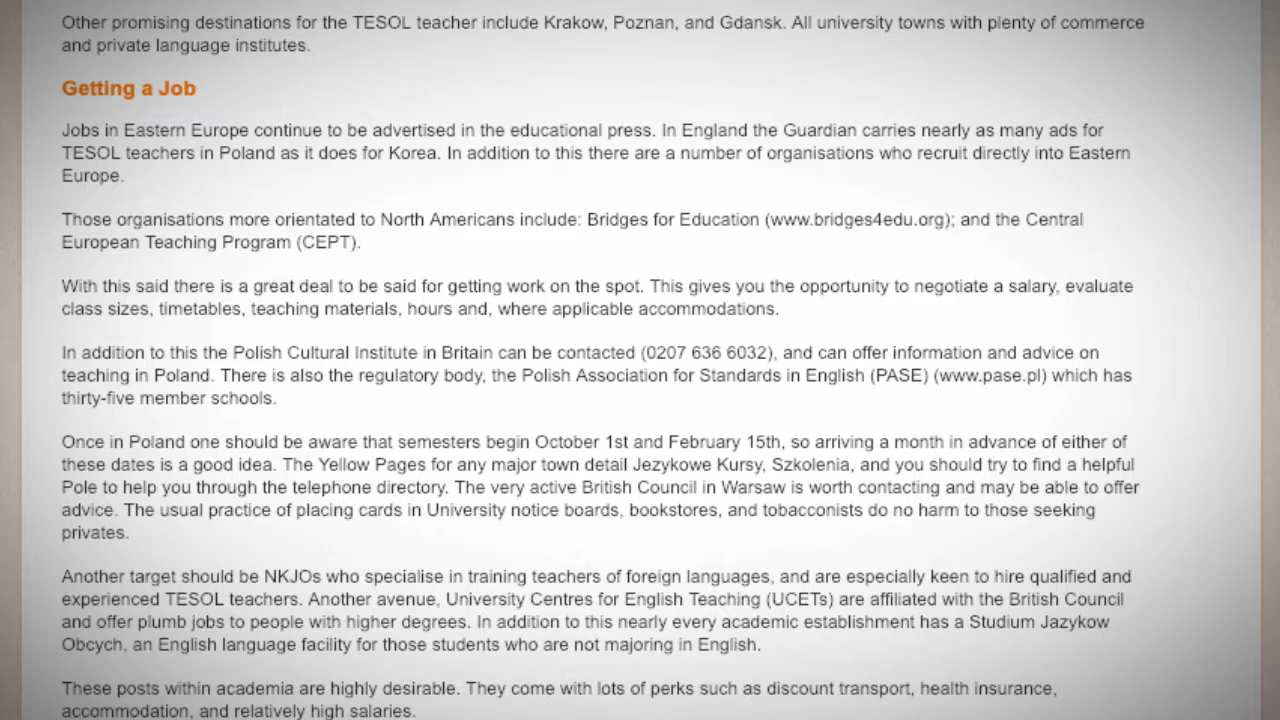 Other promising destinations for the TESOL teacher include Krakow, Poznan, and Gdansk. All university towns with plenty of commerce
and private language institutes.
Getting a Job
Jobs in Eastern Europe continue to be advertised in the educational press. In England the Guardian carries nearly as many ads for
TESOL teachers in Poland as it does for Korea. In addition to this there are a number of organisations who recruit directly into Eastern
Europe.
Those organisations more orientated to North Americans include: Bridges for Education (www.bridges4edu.org); and the Central
European Teaching Program (CEPT).
With this said there is a great deal to be said for getting work on the spot. This gives you the opportunity to negotiate a salary, evaluate
class sizes, timetables, teaching materials, hours and, where applicable accommodations.
In addition to this the Polish Cultural Institute in Britain can be contacted (0207 636 6032), and can offer information and advice on
teaching in Poland. There is also the regulatory body, the Polish Association for Standards in English (PASE) (www.pase.pl) which has
thirty-five member schools.
Once in Poland one should be aware that semesters begin October 1st and February 15th, so arriving a month in advance of either of
these dates is a good idea. The Yellow Pages for any major town detail Jezykowe Kursy, Szkolenia, and you should try to find a helpful
Pole to help you through the telephone directory. The very active British Council in Warsaw is worth contacting and may be able to offer
advice. The usual practice of placing cards in University notice boards, bookstores, and tobacconists do no harm to those seeking
privates.
Another target should be NKJOs who specialise in training teachers of foreign languages, and are especially keen to hire qualified and
experienced TESOL teachers. Another avenue, University Centres for English Teaching (UCETs) are affiliated with the British Council
and offer plumb jobs to people with higher degrees. In addition to this nearly every academic establishment has a Studium Jazykow
Obcych, an English language facility for those students who are not majoring in English.
These posts within academia are highly desirable. They come with lots of perks such as discount transport, health insurance,
accommodation, and relatively high salaries.